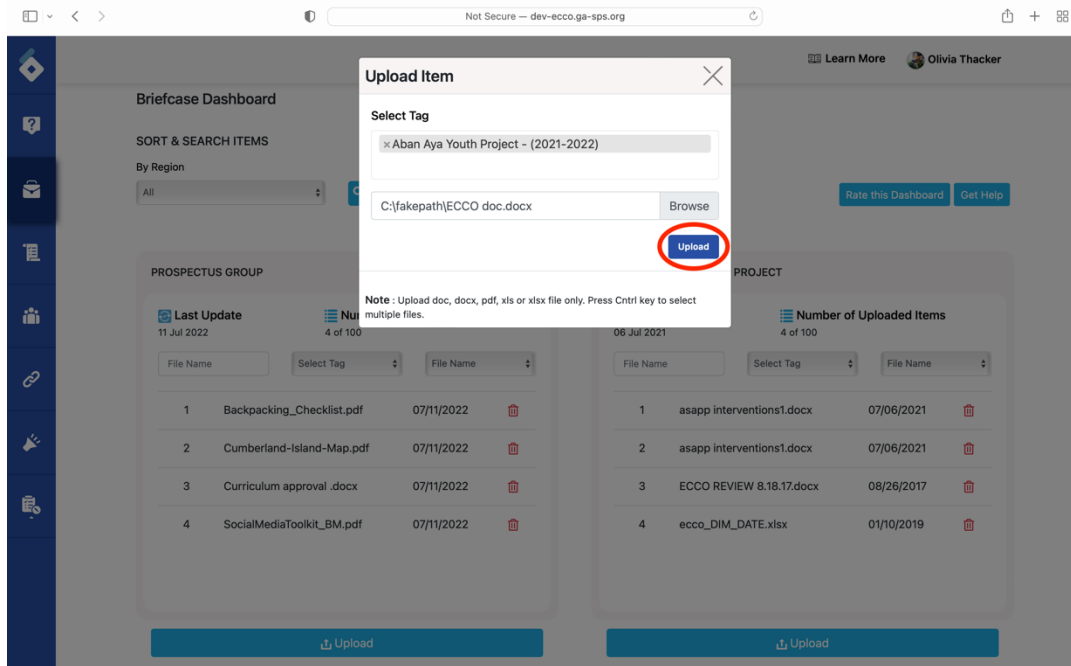 Not Secure — dev-ecco.ga-sps.org
Learn More
Olivia Thacker
Upload Item
Select Tag
× Aban Aya Youth Project - (2021-2022)
C:\fakepath\ECCO doc.docx
Browse
Upload
Note : Upload doc, docx, pdf, xls or xlsx file only. Press Cntrl key to select
multiple files.
Briefcase Dashboard
SORT & SEARCH ITEMS
By Region
All
Rate this Dashboard
Get Help
PROSPECTUS GROUP
Last Update
11 Jul 2022
4 of 100
File Name
Select Tag
File Name
1 Backpacking_Checklist.pdf 07/11/2022
2 Cumberland-Island-Map.pdf 07/11/2022
3 Curriculum approval .docx 07/11/2022
4 SocialMediaToolkit_BM.pdf 07/11/2022
Upload
PROJECT
Number of Uploaded Items
06 Jul 2021
4 of 100
File Name
Select Tag
File Name
1 asapp interventions1.docx 07/06/2021
2 asapp interventions1.docx 07/06/2021
3 ECCO REVIEW 8.18.17.docx 08/26/2017
4 ecco_DIM_DATE.xlsx 01/10/2019
Upload